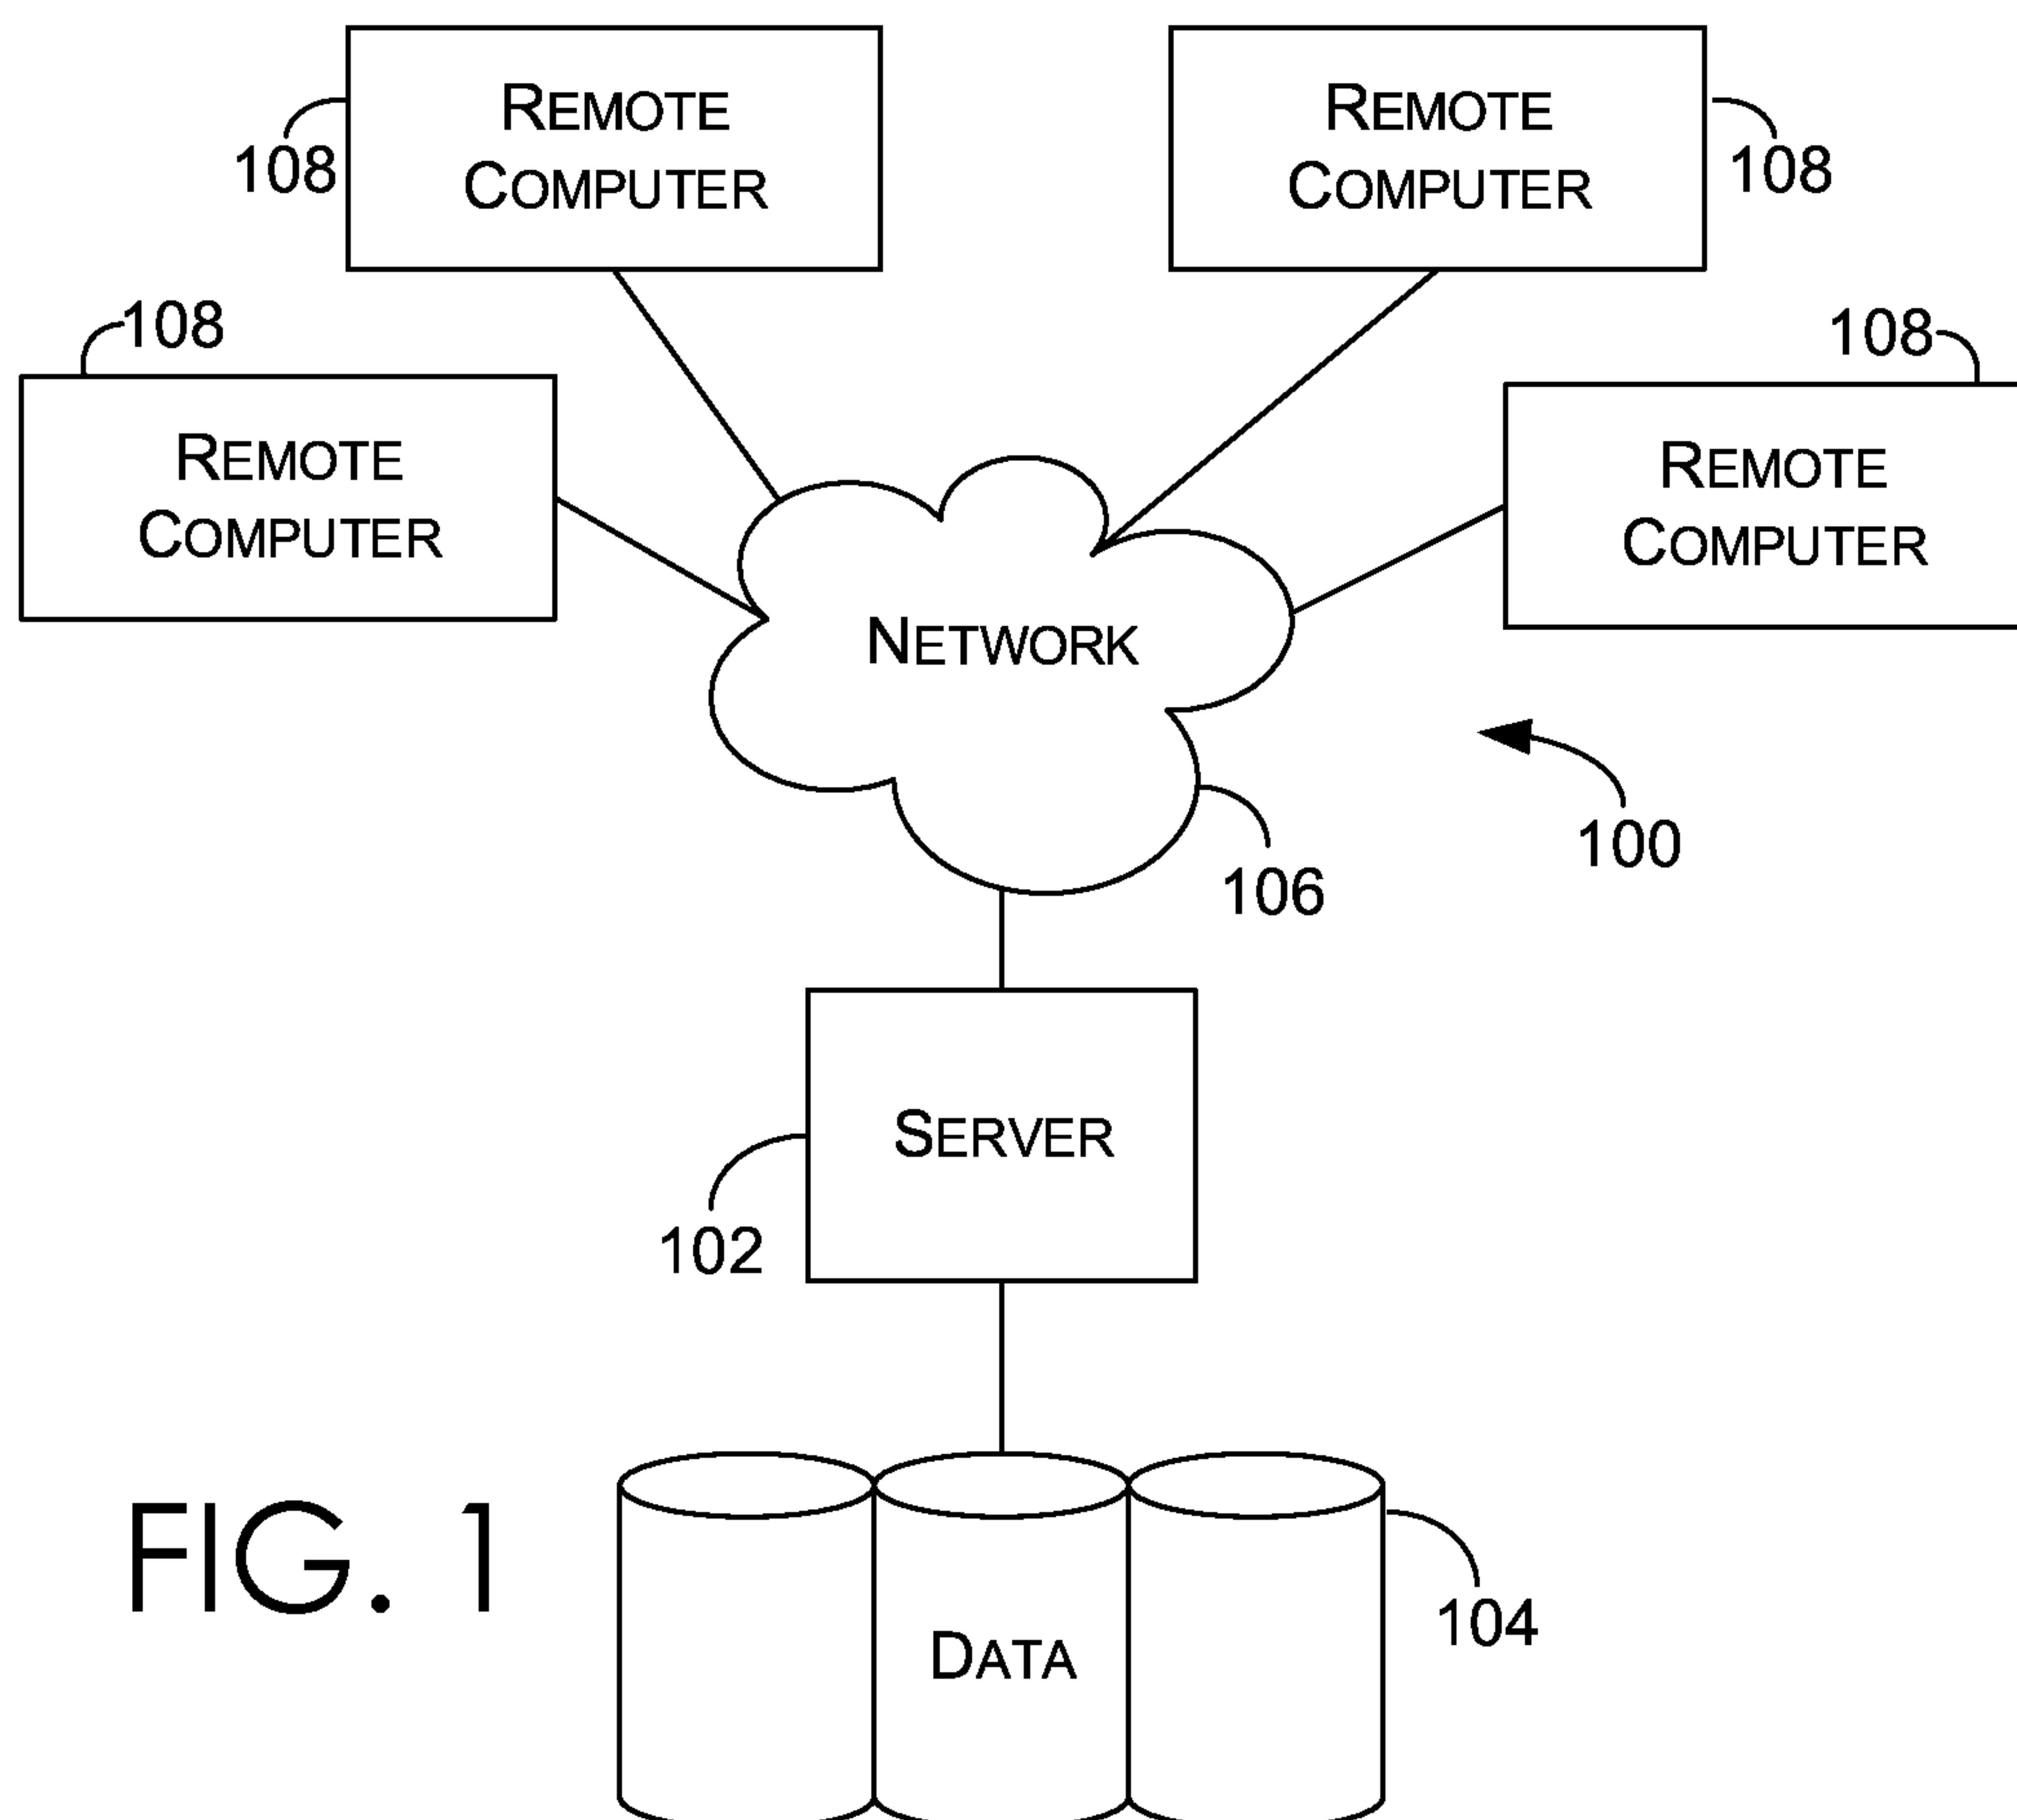 REMOTE
COMPUTER
108
REMOTE
COMPUTER
108
108
REMOTE
COMPUTER
108
REMOTE
COMPUTER
NETWORK
100
106
SERVER
102
FIG. 1
DATA
104